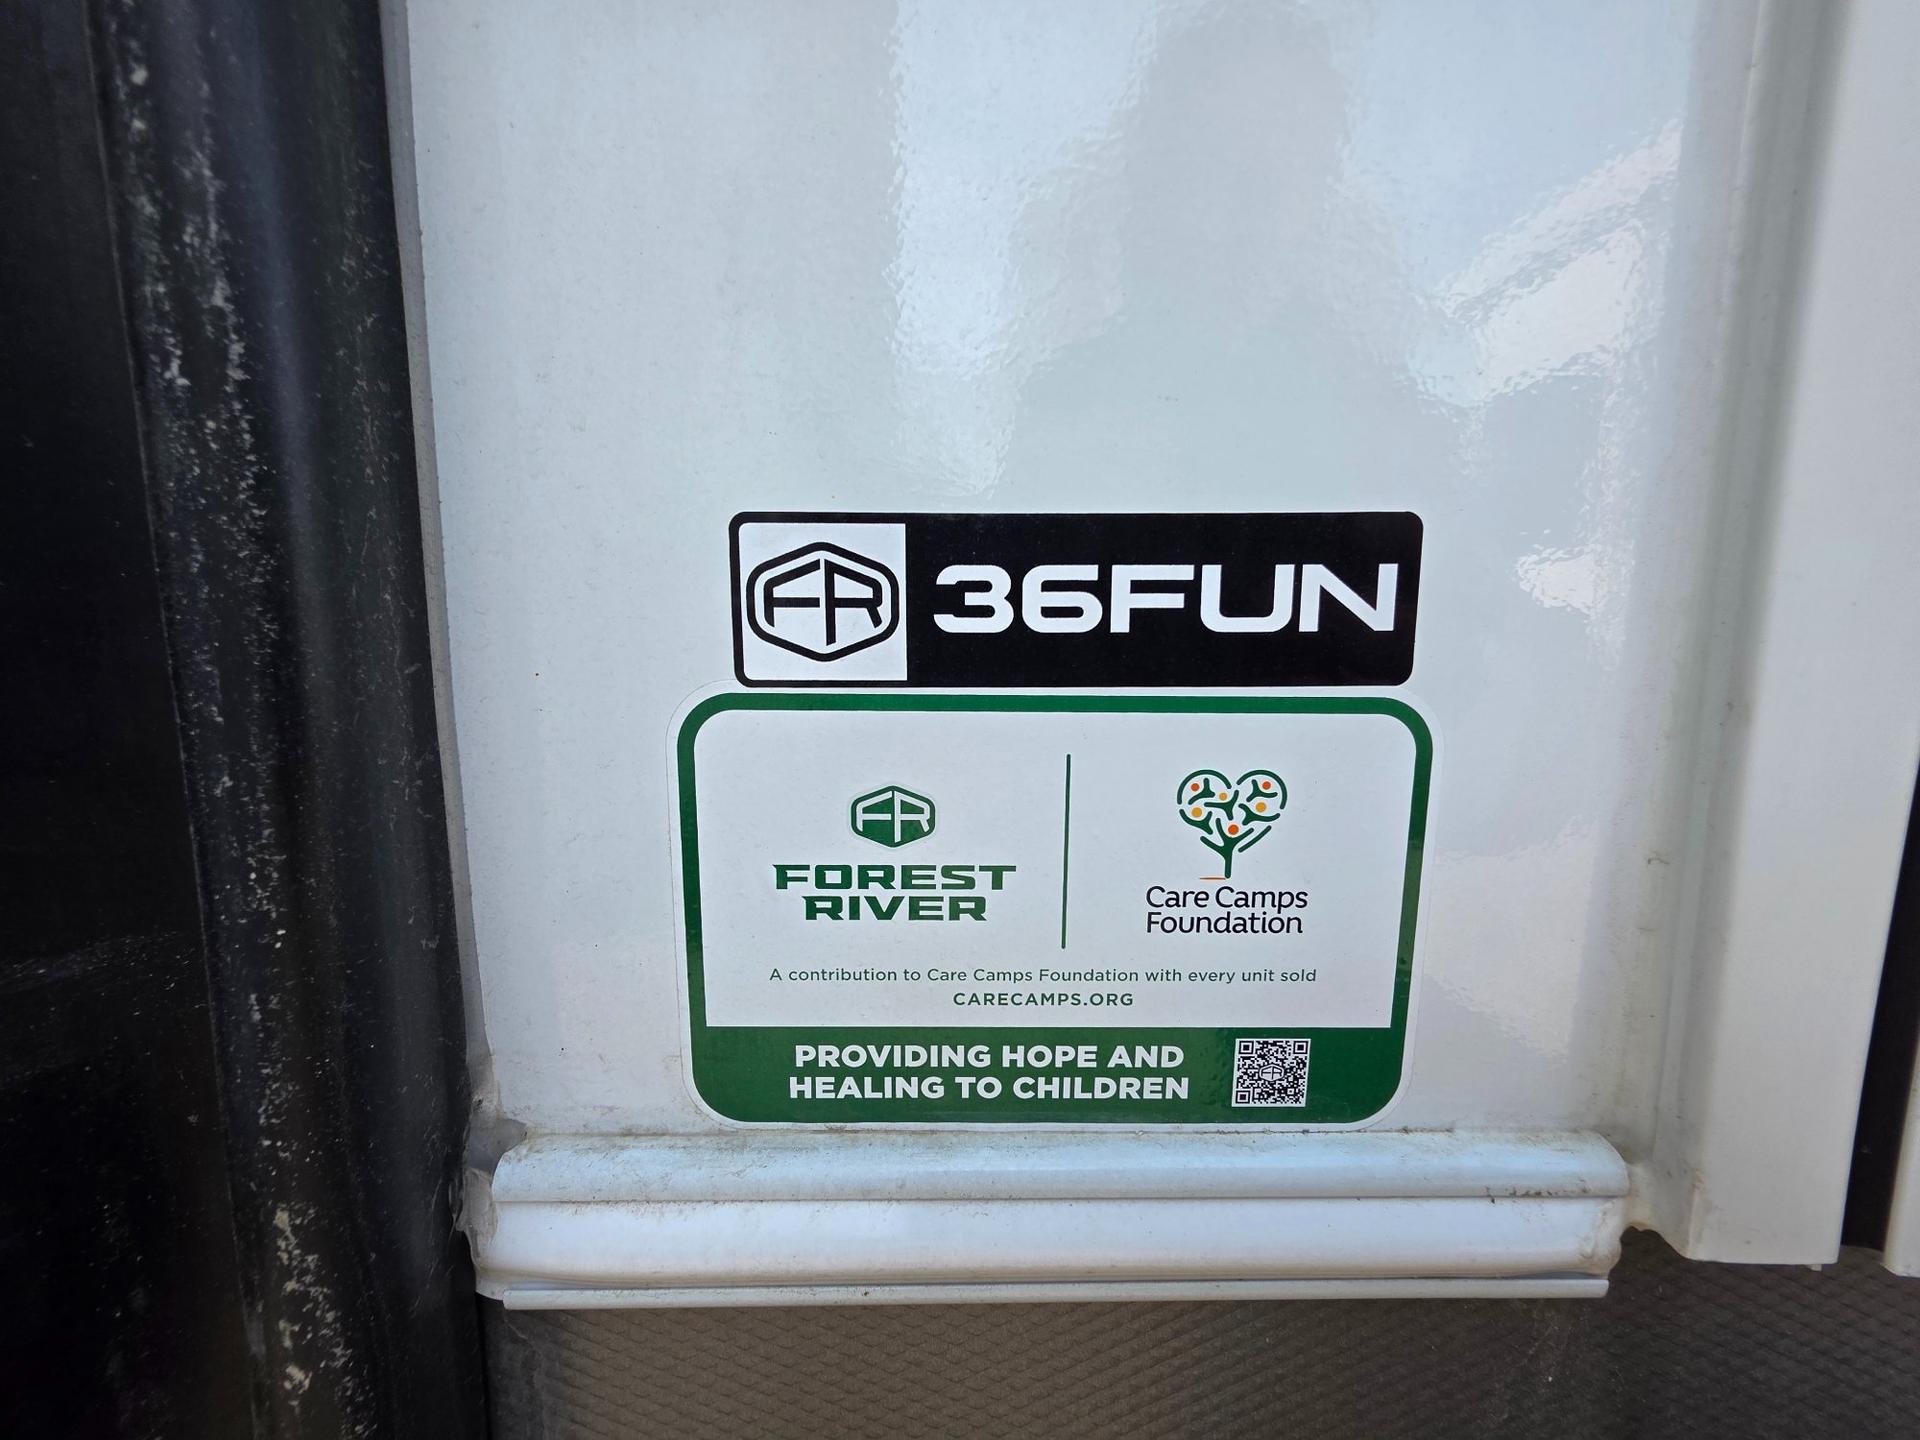 FR 36FUN
FR
FOREST
RIVER
Care Camps
Foundation
A contribution to Care Camps Foundation with every unit sold
CARECAMPS.ORG
PROVIDING HOPE AND
HEALING TO CHILDREN
FR